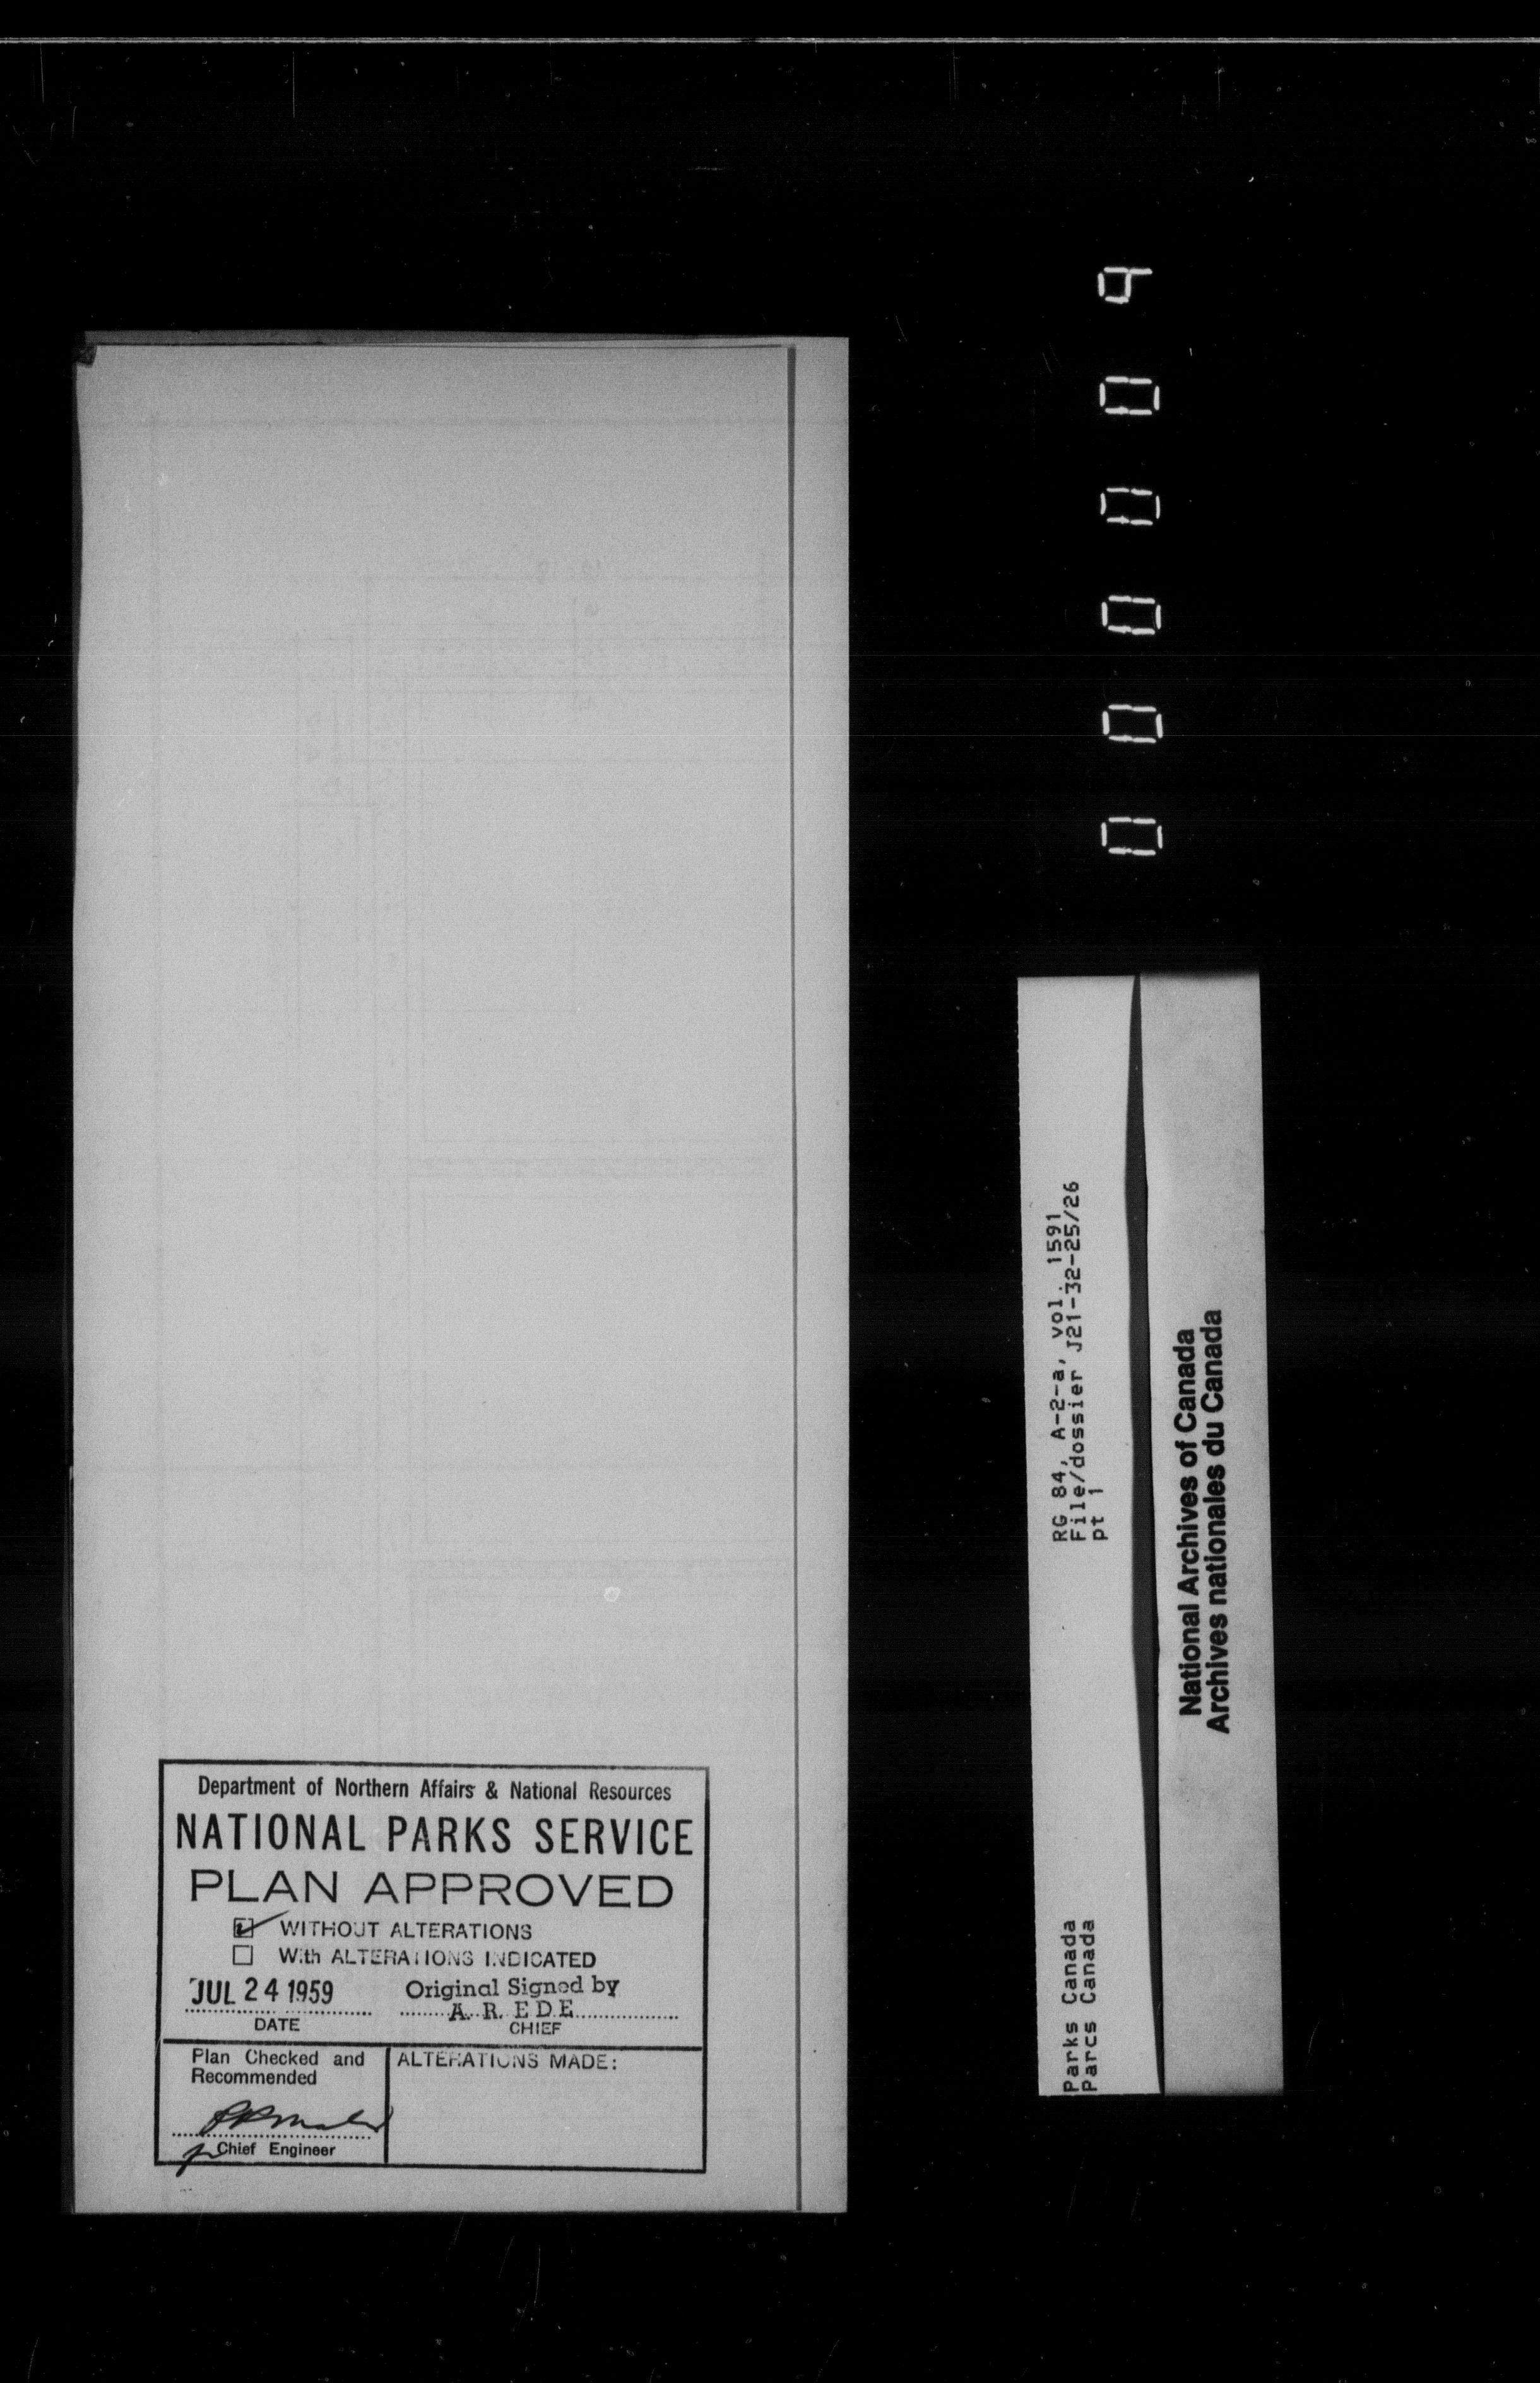 Department of Northern Affairs & National Resources
NATIONAL PARKS SERVICE
PLAN APPROVED
WITHOUT ALTERATIONS
With ALTERATIONS INDICATED
JUL 24 1959
Original Signed by
A. R. EDE
DATE
CHIEF
Plan Checked and
Recommended
Chief Engineer
ALTERATIONS MADE:
000009
Parks Canada
Parcs Canada
RG 84, A-2-a, vol. 1591
File/dossier J21-32-25/26
pt 1
National Archives of Canada
Archives nationales du Canada